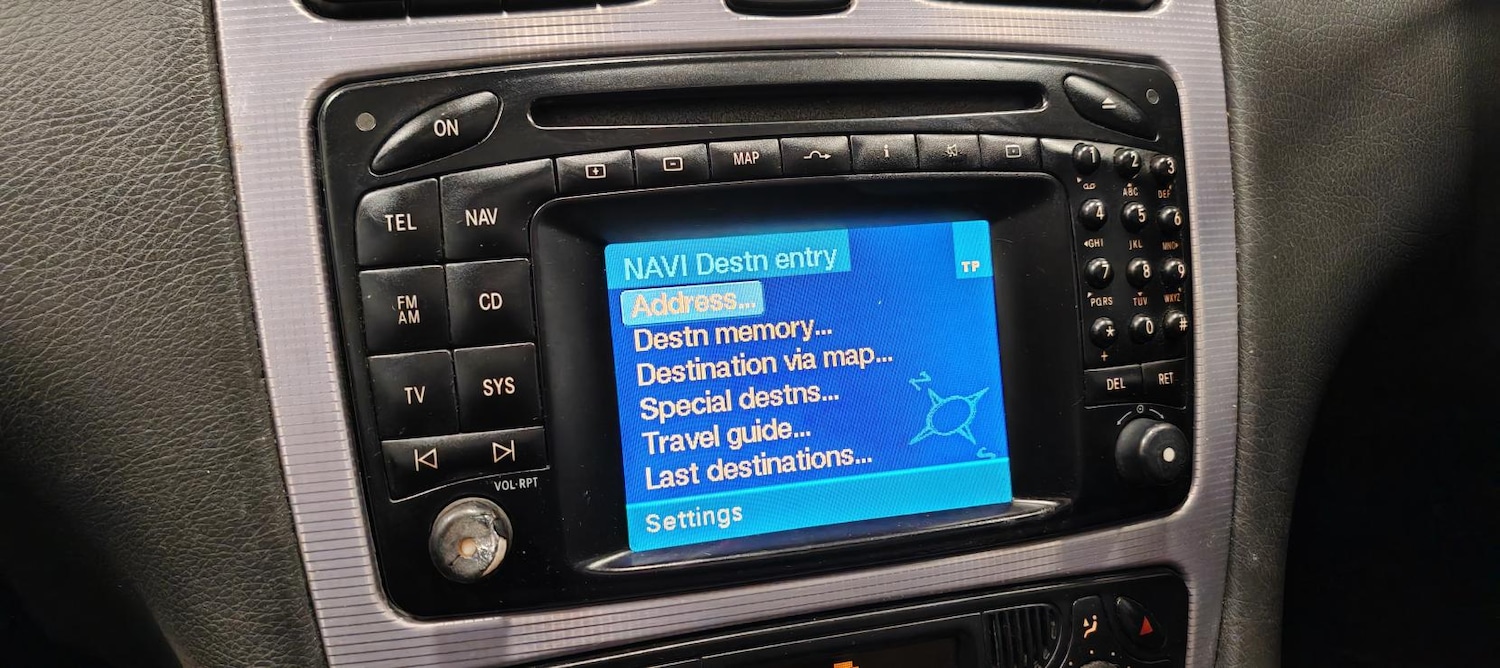 ON
MAP
i
TEL
NAV
FM
AM
CD
TV
SYS
VOL·RPT
NAVI Destn entry
TP
Address...
Destn memory...
Destination via map...
Special destns...
Travel guide...
Last destinations...
Settings
N
S
1 2 3
ABC DEF
4 5 6
GHI JKL MNO
7 8 9
PQRS TUV WXYZ
* 0 #
+
DEL RET